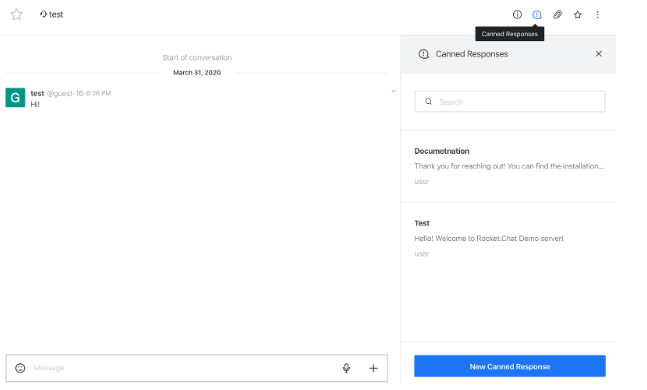 test
Canned Responses
Start of conversation
March 31, 2020
G
test @guest-16 6:26 PM
Hi!
Message
Canned Responses
Search
Documetnation
Thank you for reaching out! You can find the installation...
user
Test
Hello! Welcome to Rocket.Chat Demo server!
user
New Canned Response